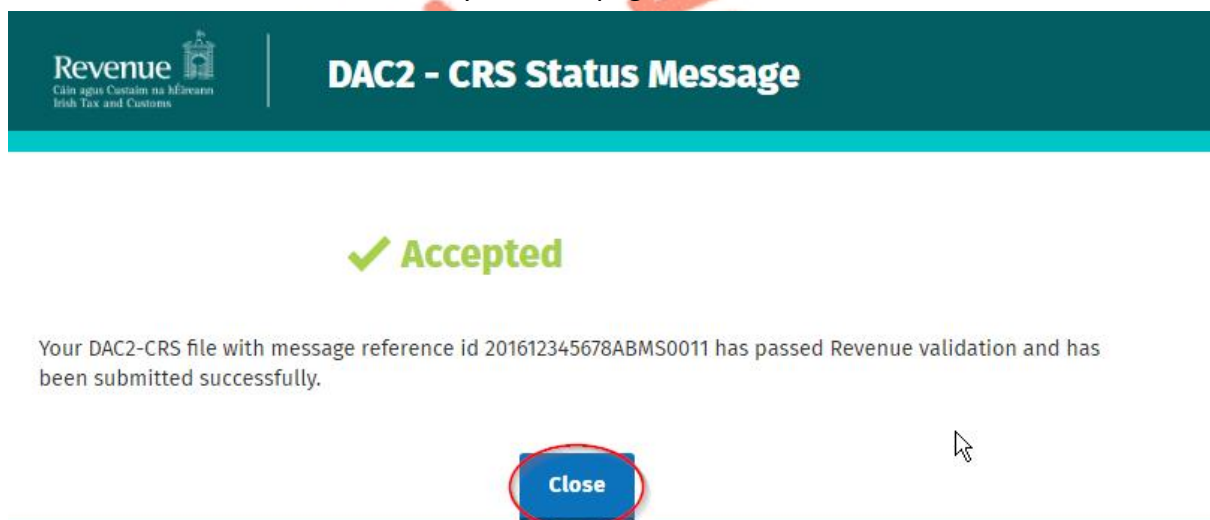 Revenue
Cáin agus Custaim na hÉireann
Irish Tax and Customs
DAC2 - CRS Status Message
Accepted
Your DAC2-CRS file with message reference id 201612345678ABMS0011 has passed Revenue validation and has
been submitted successfully.
Close